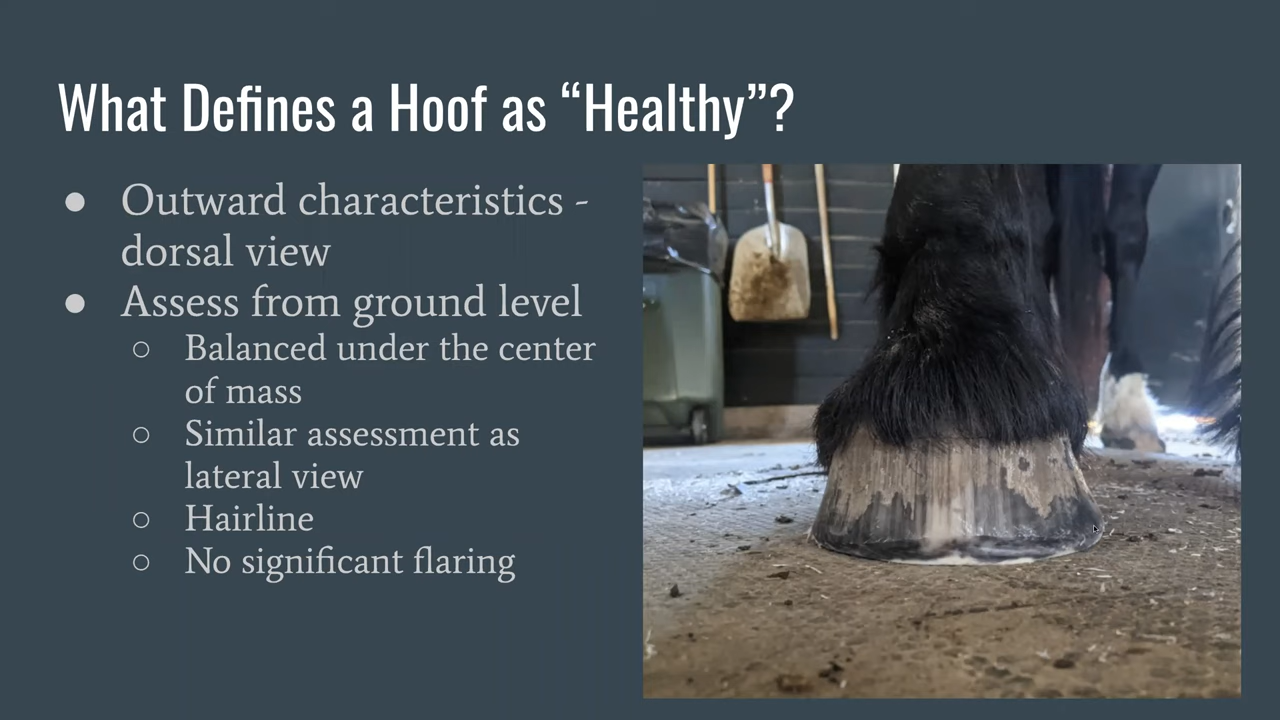 What Defines a Hoof as “Healthy”?
● Outward characteristics -
dorsal view
● Assess from ground level
○ Balanced under the center
of mass
○ Similar assessment as
lateral view
○ Hairline
○ No significant flaring